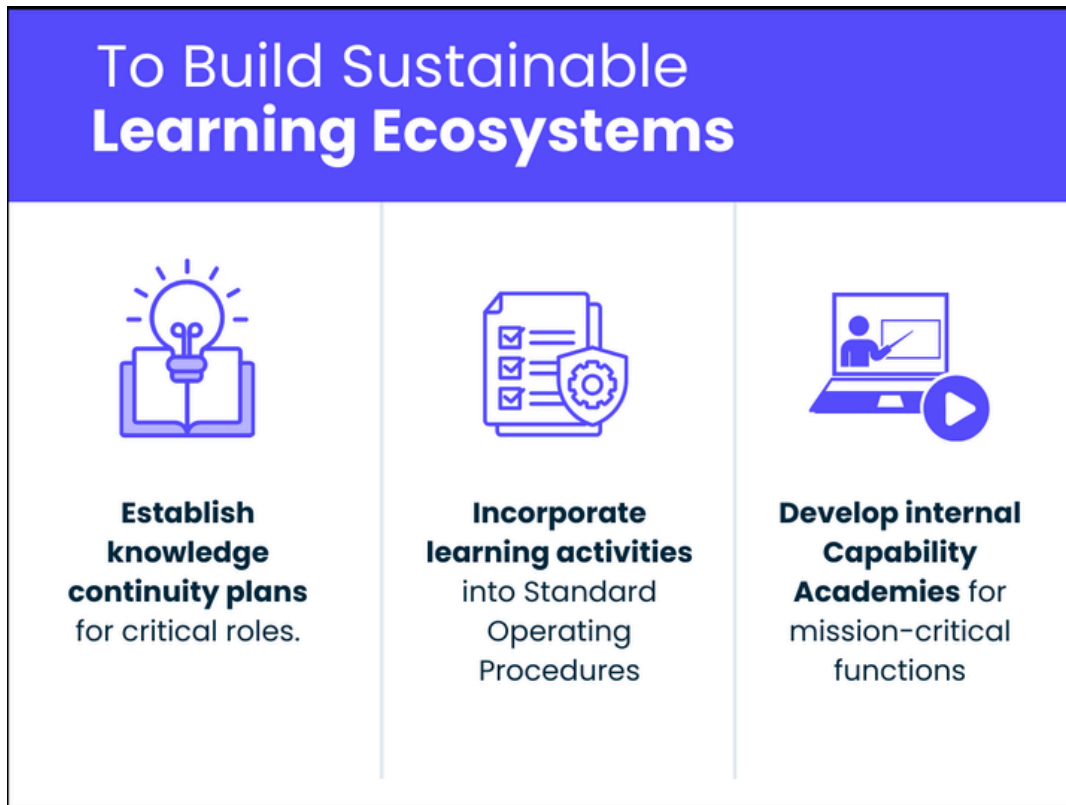 To Build Sustainable
Learning Ecosystems
Establish
knowledge
continuity plans
for critical roles.
Incorporate
learning activities
into Standard
Operating
Procedures
Develop internal
Capability
Academies for
mission-critical
functions